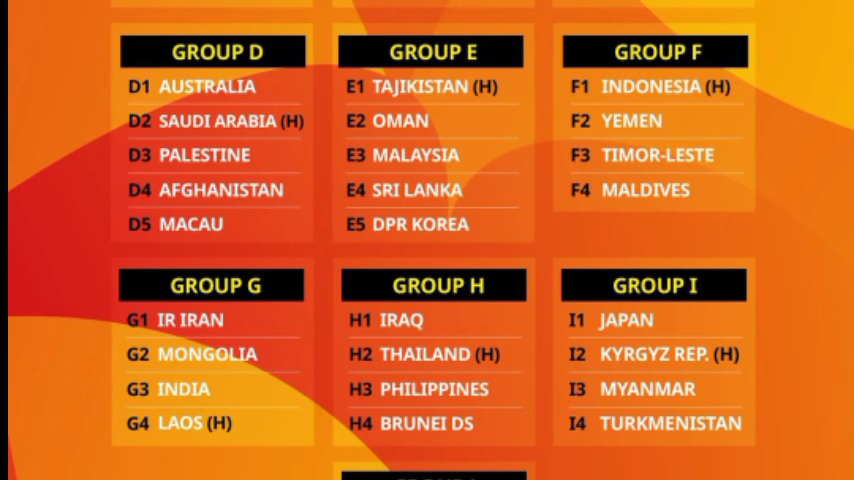 GROUP D
D1 AUSTRALIA
D2 SAUDI ARABIA (H)
D3 PALESTINE
D4 AFGHANISTAN
D5 MACAU
GROUP E
E1 TAJIKISTAN (H)
E2 OMAN
E3 MALAYSIA
E4 SRI LANKA
E5 DPR KOREA
GROUP F
F1 INDONESIA (H)
F2 YEMEN
F3 TIMOR-LESTE
F4 MALDIVES
GROUP G
G1 IR IRAN
G2 MONGOLIA
G3 INDIA
G4 LAOS (H)
GROUP H
H1 IRAQ
H2 THAILAND (H)
H3 PHILIPPINES
H4 BRUNEI DS
GROUP I
I1 JAPAN
I2 KYRGYZ REP. (H)
I3 MYANMAR
I4 TURKMENISTAN